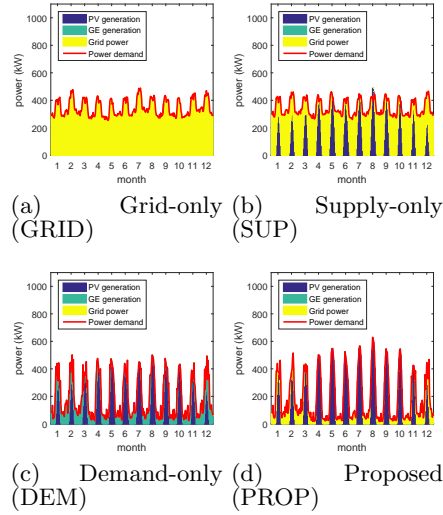 PV generation
GE generation
Grid power
Power demand
power (kW)
1000
800
600
400
200
0
1 2 3 4 5 6 7 8 9 10 11 12
month
(a) Grid-only
(GRID)
PV generation
GE generation
Grid power
Power demand
power (kW)
1000
800
600
400
200
0
1 2 3 4 5 6 7 8 9 10 11 12
month
(b) Supply-only
(SUP)
PV generation
GE generation
Grid power
Power demand
power (kW)
1000
800
600
400
200
0
1 2 3 4 5 6 7 8 9 10 11 12
month
(c) Demand-only
(DEM)
PV generation
GE generation
Grid power
Power demand
power (kW)
1000
800
600
400
200
0
1 2 3 4 5 6 7 8 9 10 11 12
month
(d) Proposed
(PROP)